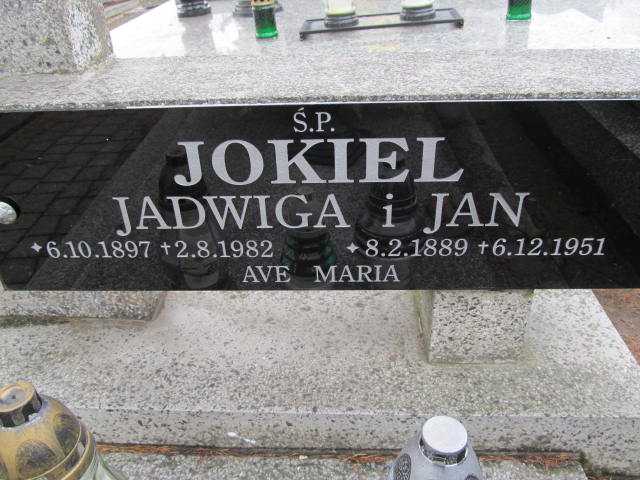 Ś.P.
JOKIEL
JADWIGA i JAN
✦6.10.1897 †2.8.1982 ✦8.2.1889 †6.12.1951
AVE MARIA